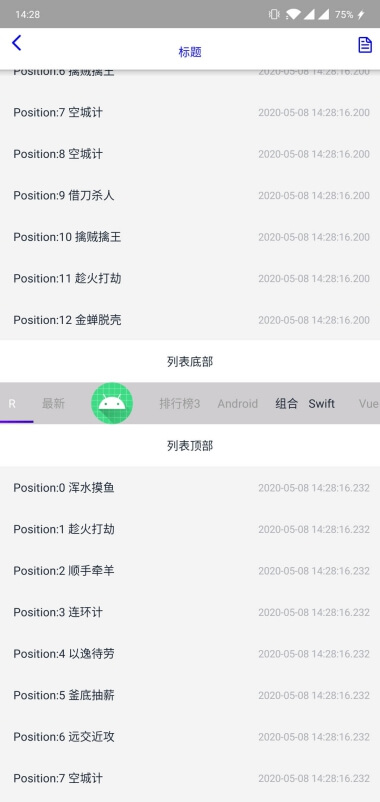 14:28 75%
标题
Position:6 擒贼擒王 2020-05-08 14:28:16.200
Position:7 空城计 2020-05-08 14:28:16.200
Position:8 空城计 2020-05-08 14:28:16.200
Position:9 借刀杀人 2020-05-08 14:28:16.200
Position:10 擒贼擒王 2020-05-08 14:28:16.200
Position:11 趁火打劫 2020-05-08 14:28:16.200
Position:12 金蝉脱壳 2020-05-08 14:28:16.200
列表底部
R 最新 排行榜3 Android 组合 Swift Vue
列表顶部
Position:0 浑水摸鱼 2020-05-08 14:28:16.232
Position:1 趁火打劫 2020-05-08 14:28:16.232
Position:2 顺手牵羊 2020-05-08 14:28:16.232
Position:3 连环计 2020-05-08 14:28:16.232
Position:4 以逸待劳 2020-05-08 14:28:16.232
Position:5 釜底抽薪 2020-05-08 14:28:16.232
Position:6 远交近攻 2020-05-08 14:28:16.232
Position:7 空城计 2020-05-08 14:28:16.232